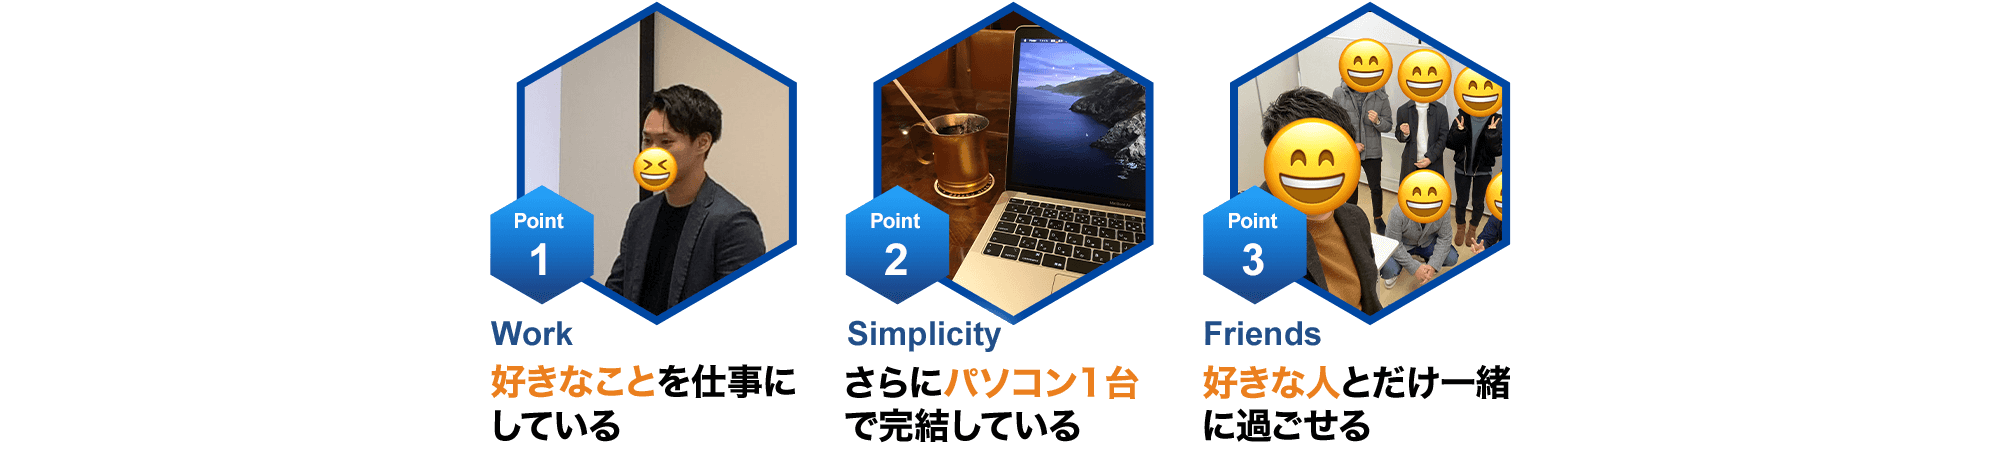 Point
1
Work
好きなことを仕事に
している
Point
2
Simplicity
さらにパソコン1台
で完結している
Point
3
Friends
好きな人とだけ一緒
に過ごせる